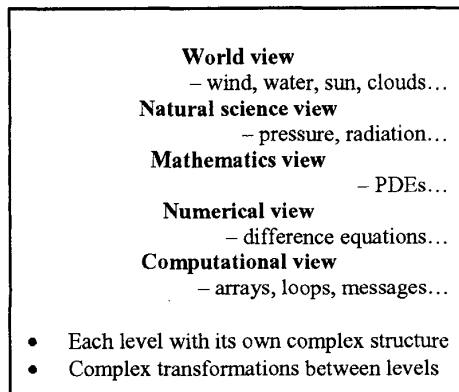 World view
– wind, water, sun, clouds...
Natural science view
– pressure, radiation...
Mathematics view
– PDEs...
Numerical view
– difference equations...
Computational view
– arrays, loops, messages...
• Each level with its own complex structure
• Complex transformations between levels